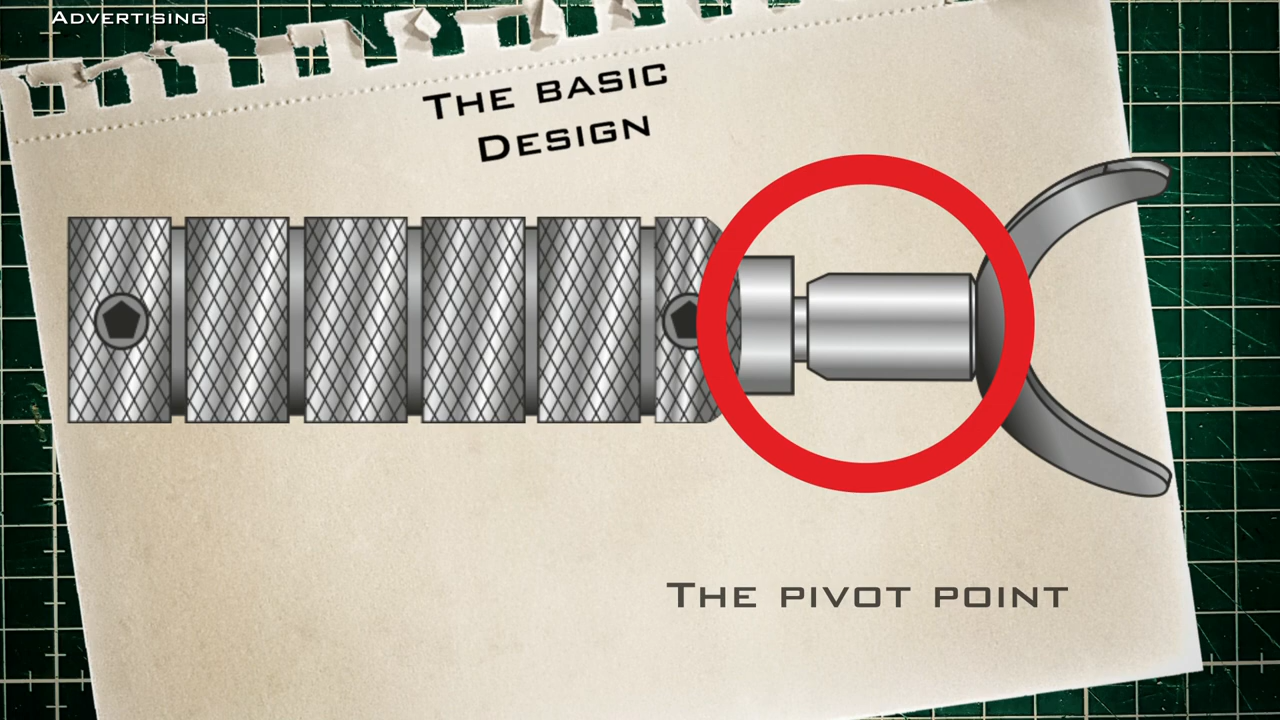 Advertising
The basic
Design
The pivot point